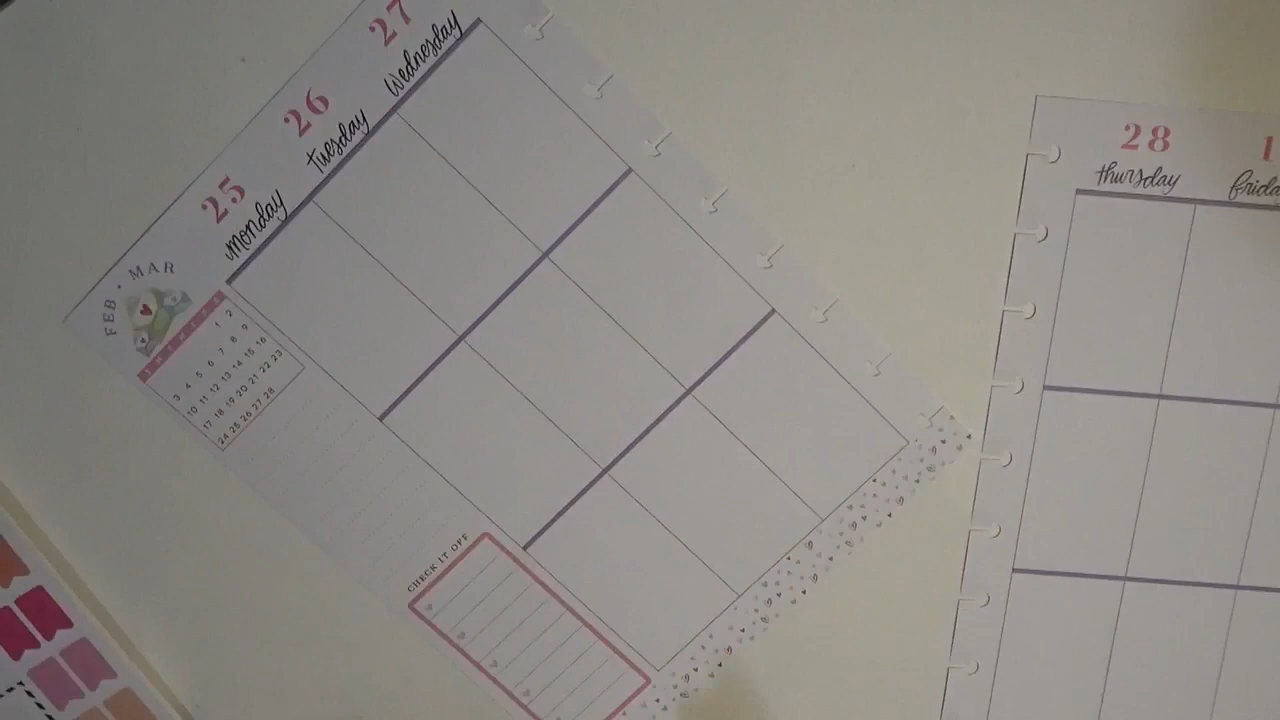 25 26 27
monday tuesday wednesday
FEB • MAR
1 2
3 4 5 6 7 8 9
10 11 12 13 14 15 16
17 18 19 20 21 22 23
24 25 26 27 28
CHECK IT OFF
28 1
thursday frida